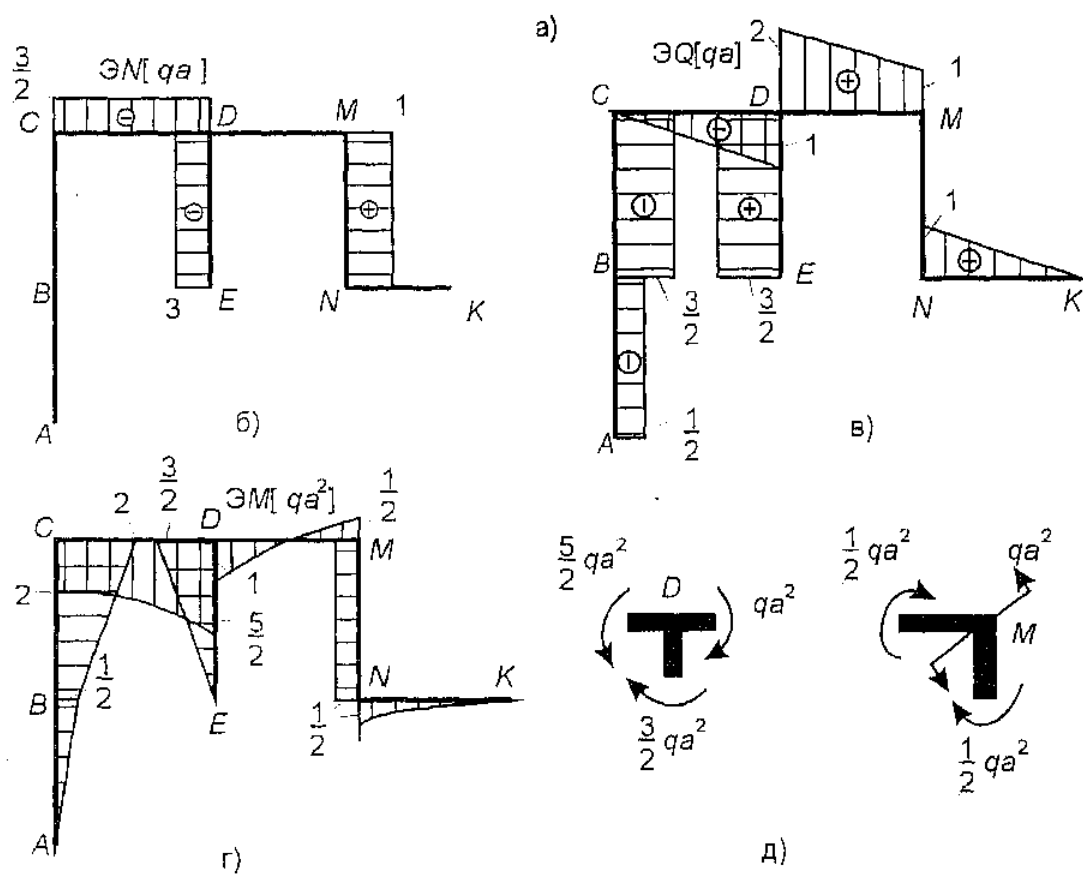 а)
3/2
ЭN[qa]
C
D
M
1
B
3
E
N
K
A
б)
2
ЭQ[qa]
C
D
1
M
1
B
3/2
3/2
E
1
N
K
A
1/2
в)
C
2
3/2
ЭM[qa²]
D
1/2
M
2
1
5/2
1/2
B
E
1/2
N
K
A
г)
5/2 qa²
D
qa²
3/2 qa²
1/2 qa²
qa²
M
1/2 qa²
д)